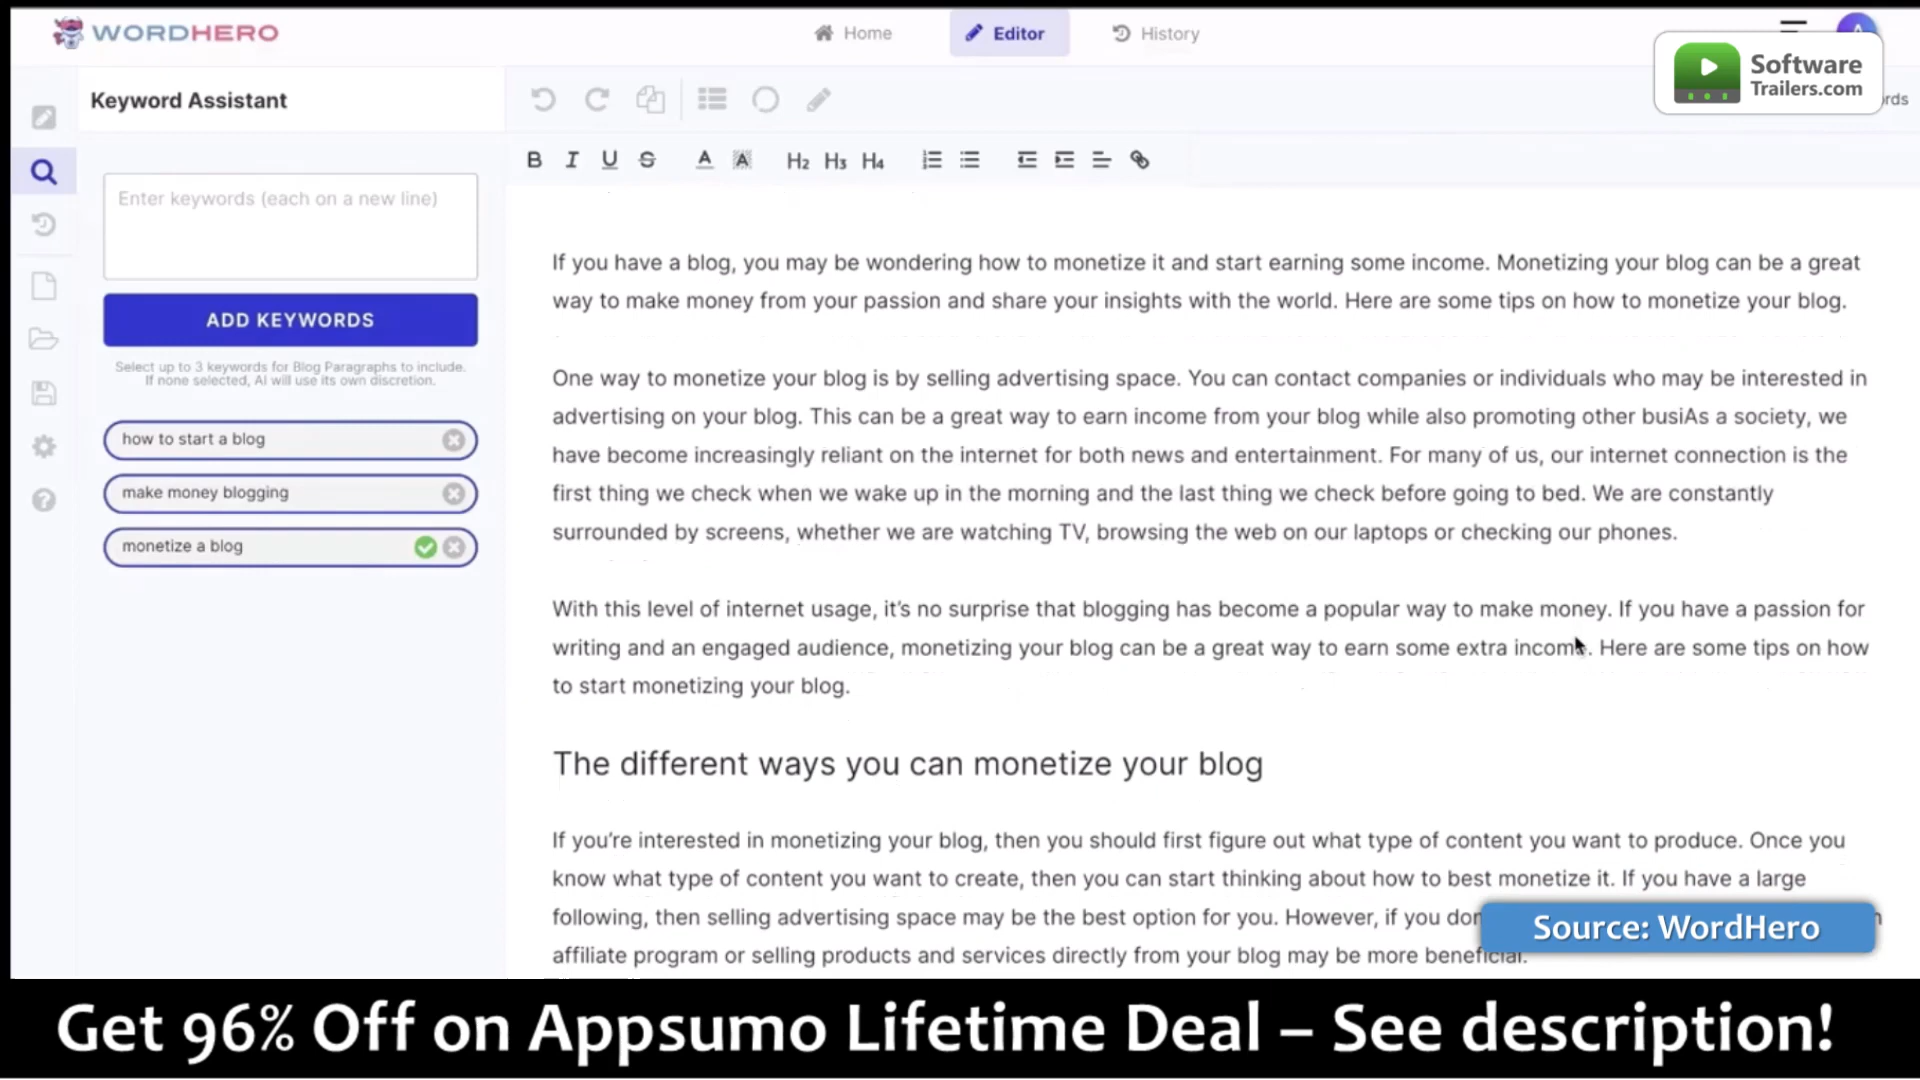 WORDHERO
Home
Editor
History
Software
Trailers.com
rds
Keyword Assistant
B I U S A A H2 H3 H4
Enter keywords (each on a new line)
ADD KEYWORDS
Select up to 3 keywords for Blog Paragraphs to include.
If none selected, AI will use its own discretion.
how to start a blog
make money blogging
monetize a blog
If you have a blog, you may be wondering how to monetize it and start earning some income. Monetizing your blog can be a great
way to make money from your passion and share your insights with the world. Here are some tips on how to monetize your blog.
One way to monetize your blog is by selling advertising space. You can contact companies or individuals who may be interested in
advertising on your blog. This can be a great way to earn income from your blog while also promoting other busiAs a society, we
have become increasingly reliant on the internet for both news and entertainment. For many of us, our internet connection is the
first thing we check when we wake up in the morning and the last thing we check before going to bed. We are constantly
surrounded by screens, whether we are watching TV, browsing the web on our laptops or checking our phones.
With this level of internet usage, it's no surprise that blogging has become a popular way to make money. If you have a passion for
writing and an engaged audience, monetizing your blog can be a great way to earn some extra income. Here are some tips on how
to start monetizing your blog.
The different ways you can monetize your blog
If you're interested in monetizing your blog, then you should first figure out what type of content you want to produce. Once you
know what type of content you want to create, then you can start thinking about how to best monetize it. If you have a large
following, then selling advertising space may be the best option for you. However, if you don
affiliate program or selling products and services directly from your blog may be more beneficial.
Source: WordHero
Get 96% Off on Appsumo Lifetime Deal – See description!